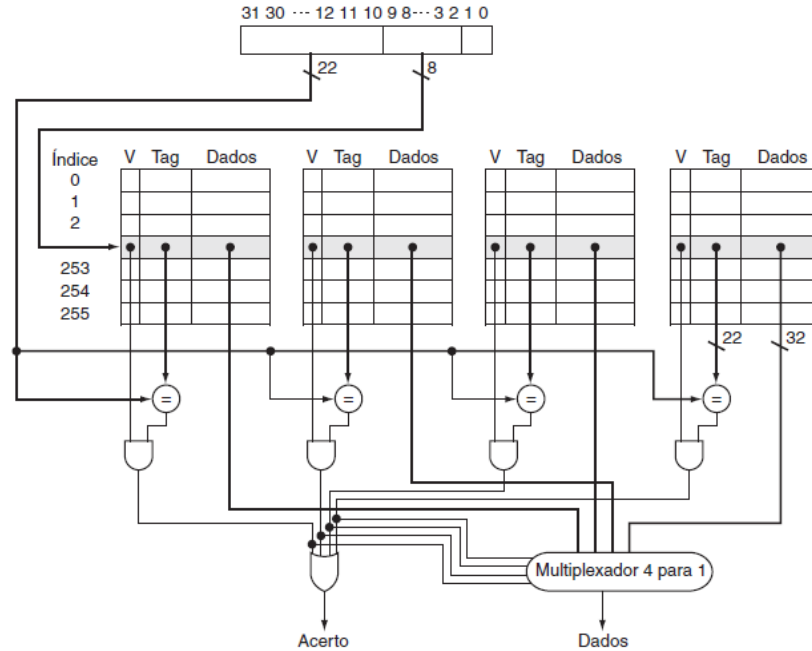 31 30 ··· 12 11 10 9 8 ··· 3 2 1 0
22 8
Índice V Tag Dados V Tag Dados V Tag Dados V Tag Dados
0
1
2
253
254
255
22 32
= = = =
Multiplexador 4 para 1
Acerto Dados